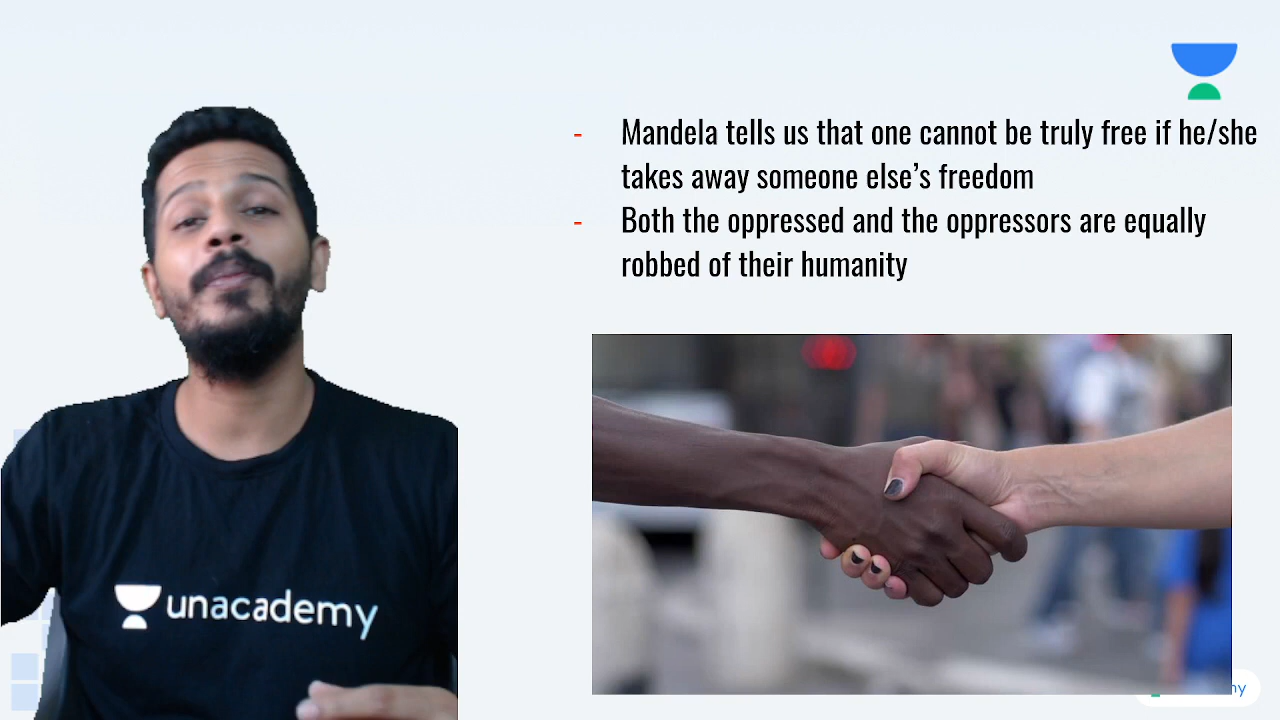 - Mandela tells us that one cannot be truly free if he/she
takes away someone else’s freedom
- Both the oppressed and the oppressors are equally
robbed of their humanity
unacademy